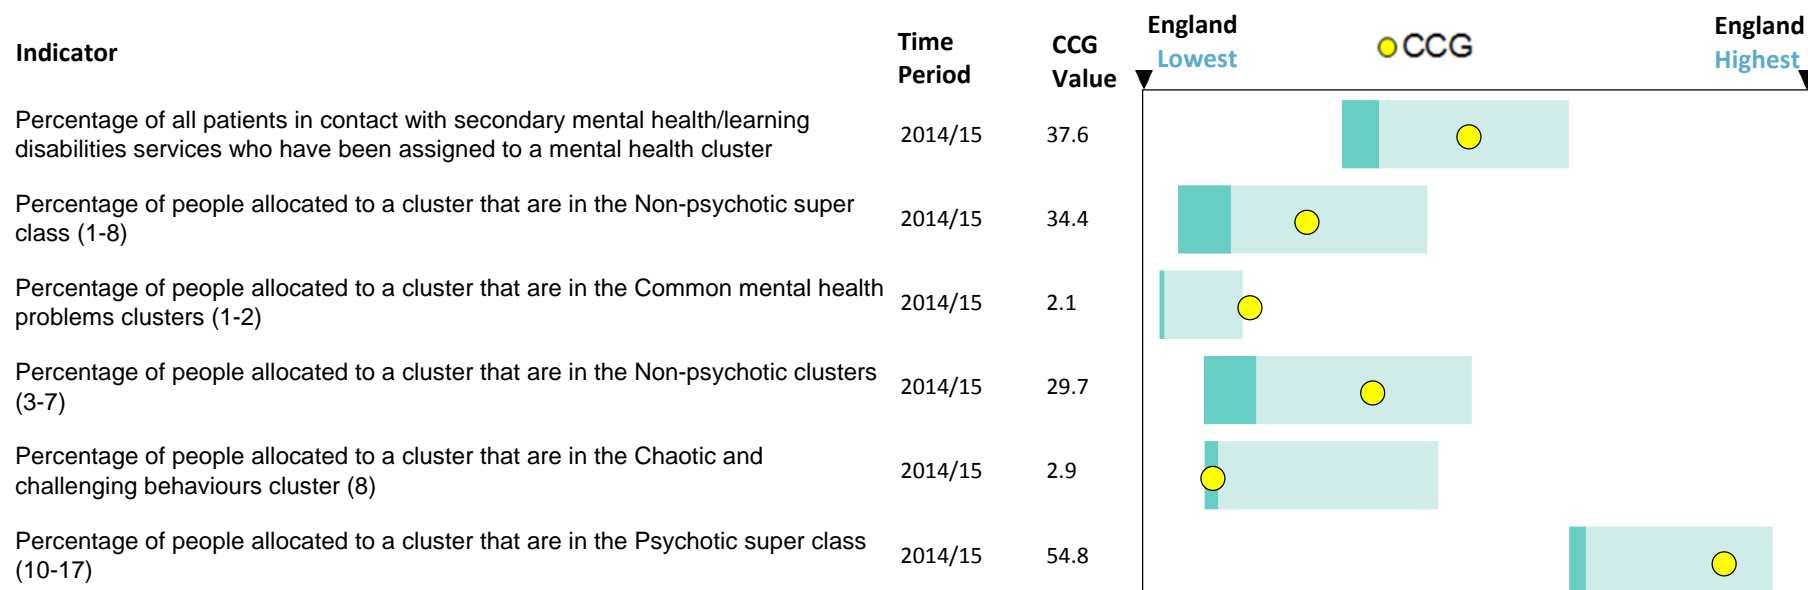 Indicator
Time
Period
CCG
Value
England
Lowest
CCG
England
Highest
Percentage of all patients in contact with secondary mental health/learning
disabilities services who have been assigned to a mental health cluster
2014/15
37.6
Percentage of people allocated to a cluster that are in the Non-psychotic super
class (1-8)
2014/15
34.4
Percentage of people allocated to a cluster that are in the Common mental health
problems clusters (1-2)
2014/15
2.1
Percentage of people allocated to a cluster that are in the Non-psychotic clusters
(3-7)
2014/15
29.7
Percentage of people allocated to a cluster that are in the Chaotic and
challenging behaviours cluster (8)
2014/15
2.9
Percentage of people allocated to a cluster that are in the Psychotic super class
(10-17)
2014/15
54.8